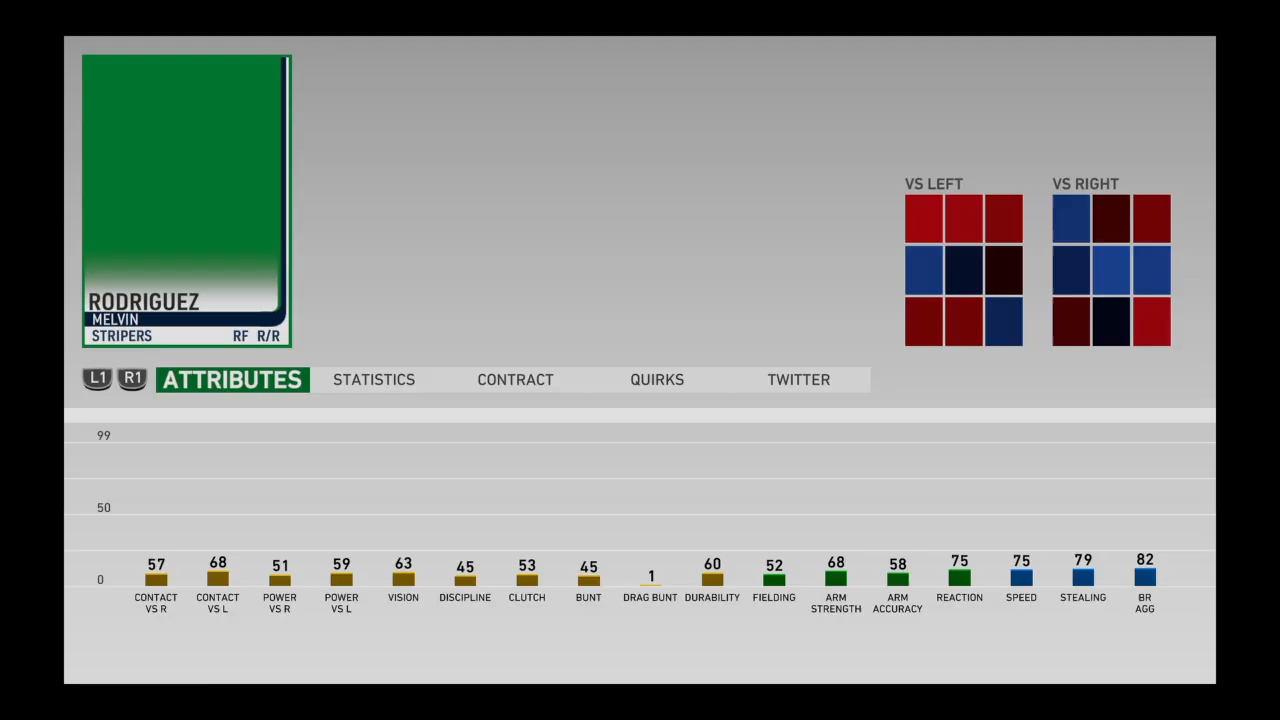 VS LEFT VS RIGHT
RODRIGUEZ
MELVIN
STRIPERS RF R/R
L1 R1 ATTRIBUTES STATISTICS CONTRACT QUIRKS TWITTER
99
50
0
57 68 51 59 63 45 53 45 1 60 52 68 58 75 75 79 82
CONTACT VS R
CONTACT VS L
POWER VS R
POWER VS L
VISION
DISCIPLINE
CLUTCH
BUNT
DRAG BUNT
DURABILITY
FIELDING
ARM STRENGTH
ARM ACCURACY
REACTION
SPEED
STEALING
BR AGG